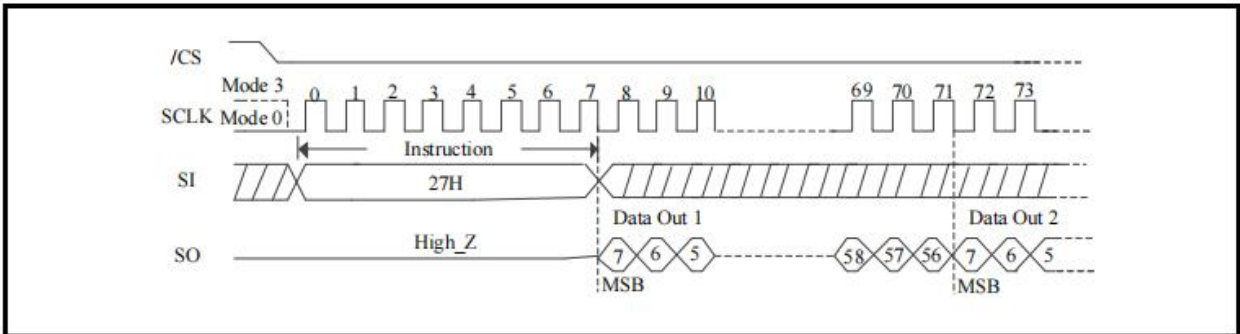 /CS
Mode 3
SCLK Mode 0
0 1 2 3 4 5 6 7 8 9 10 69 70 71 72 73
Instruction
SI
27H
Data Out 1 Data Out 2
SO
High_Z
7 6 5 58 57 56 7 6 5
MSB MSB